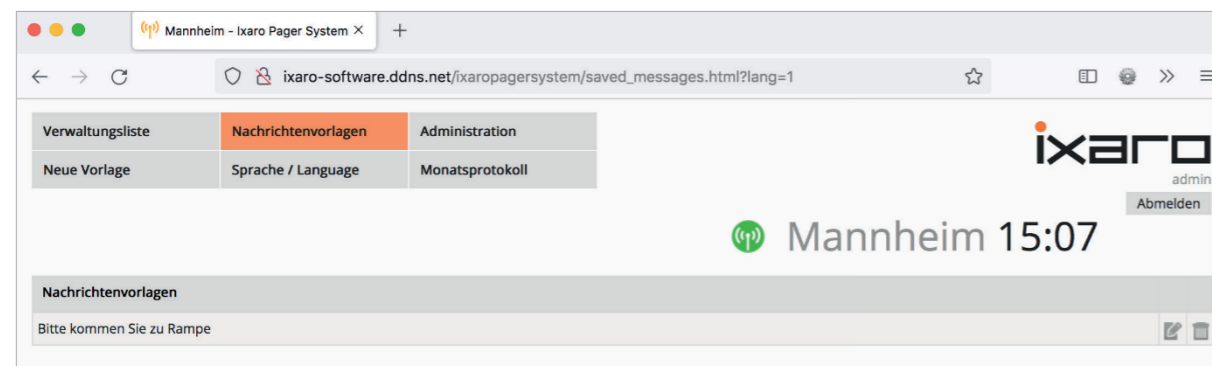 Mannheim - Ixaro Pager System
ixaro-software.ddns.net/ixaropagersystem/saved_messages.html?lang=1
Verwaltungsliste Nachrichtenvorlagen Administration
Neue Vorlage Sprache / Language Monatsprotokoll
ixaro
admin
Abmelden
Mannheim 15:07
Nachrichtenvorlagen
Bitte kommen Sie zu Rampe